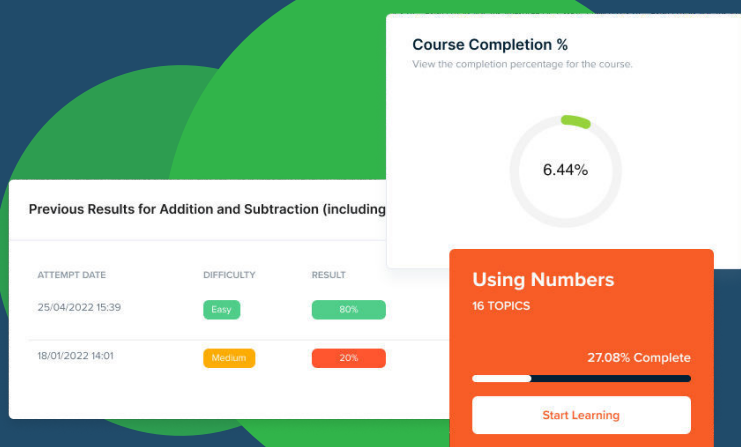 Course Completion %
View the completion percentage for the course.
6.44%
Previous Results for Addition and Subtraction (including
ATTEMPT DATE DIFFICULTY RESULT
25/04/2022 15:39 Easy 80%
18/01/2022 14:01 Medium 20%
Using Numbers
16 TOPICS
27.08% Complete
Start Learning